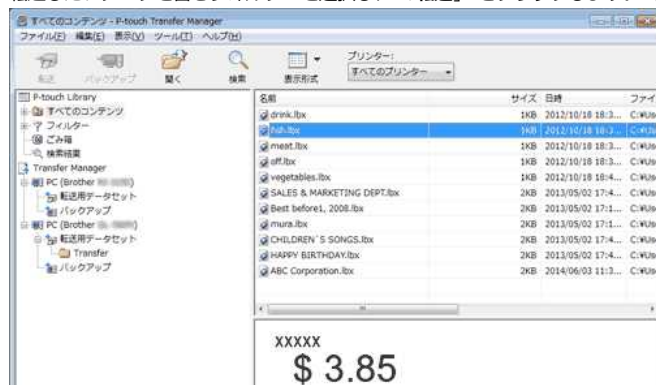 すべてのコンテンツ - P-touch Transfer Manager
ファイル(F) 編集(E) 表示(V) ツール(T) ヘルプ(H)
転送 バックアップ 開く 検索 表示形式 プリンター:
すべてのプリンター
P-touch Library
すべてのコンテンツ
フィルター
ごみ箱
検索結果
Transfer Manager
PC (Brother
転送用データセット
バックアップ
PC (Brother
転送用データセット
Transfer
バックアップ
名前 サイズ 日時 ファイ
drink.lbx 1KB 2012/10/18 18:3... C:¥Us
fish.lbx 1KB 2012/10/18 18:3... C:¥Us
meat.lbx 1KB 2012/10/18 18:3... C:¥Us
off.lbx 1KB 2012/10/18 18:3... C:¥Us
vegetables.lbx 1KB 2012/10/18 18:4... C:¥Us
SALES & MARKETING DEPT.lbx 2KB 2013/05/02 17:4... C:¥Us
Best before1, 2008.lbx 2KB 2013/05/02 17:1... C:¥Us
mura.lbx 2KB 2013/05/02 17:1... C:¥Us
CHILDREN`S SONGS.lbx 2KB 2013/05/02 17:4... C:¥Us
HAPPY BIRTHDAY.lbx 2KB 2013/05/02 17:4... C:¥Us
ABC Corporation.lbx 2KB 2014/06/03 11:3... C:¥Us
XXXXX
$ 3.85